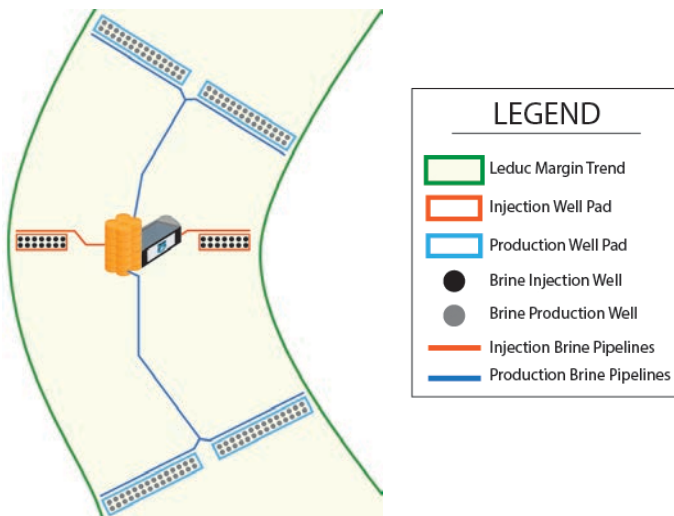 LEGEND
Leduc Margin Trend
Injection Well Pad
Production Well Pad
Brine Injection Well
Brine Production Well
Injection Brine Pipelines
Production Brine Pipelines